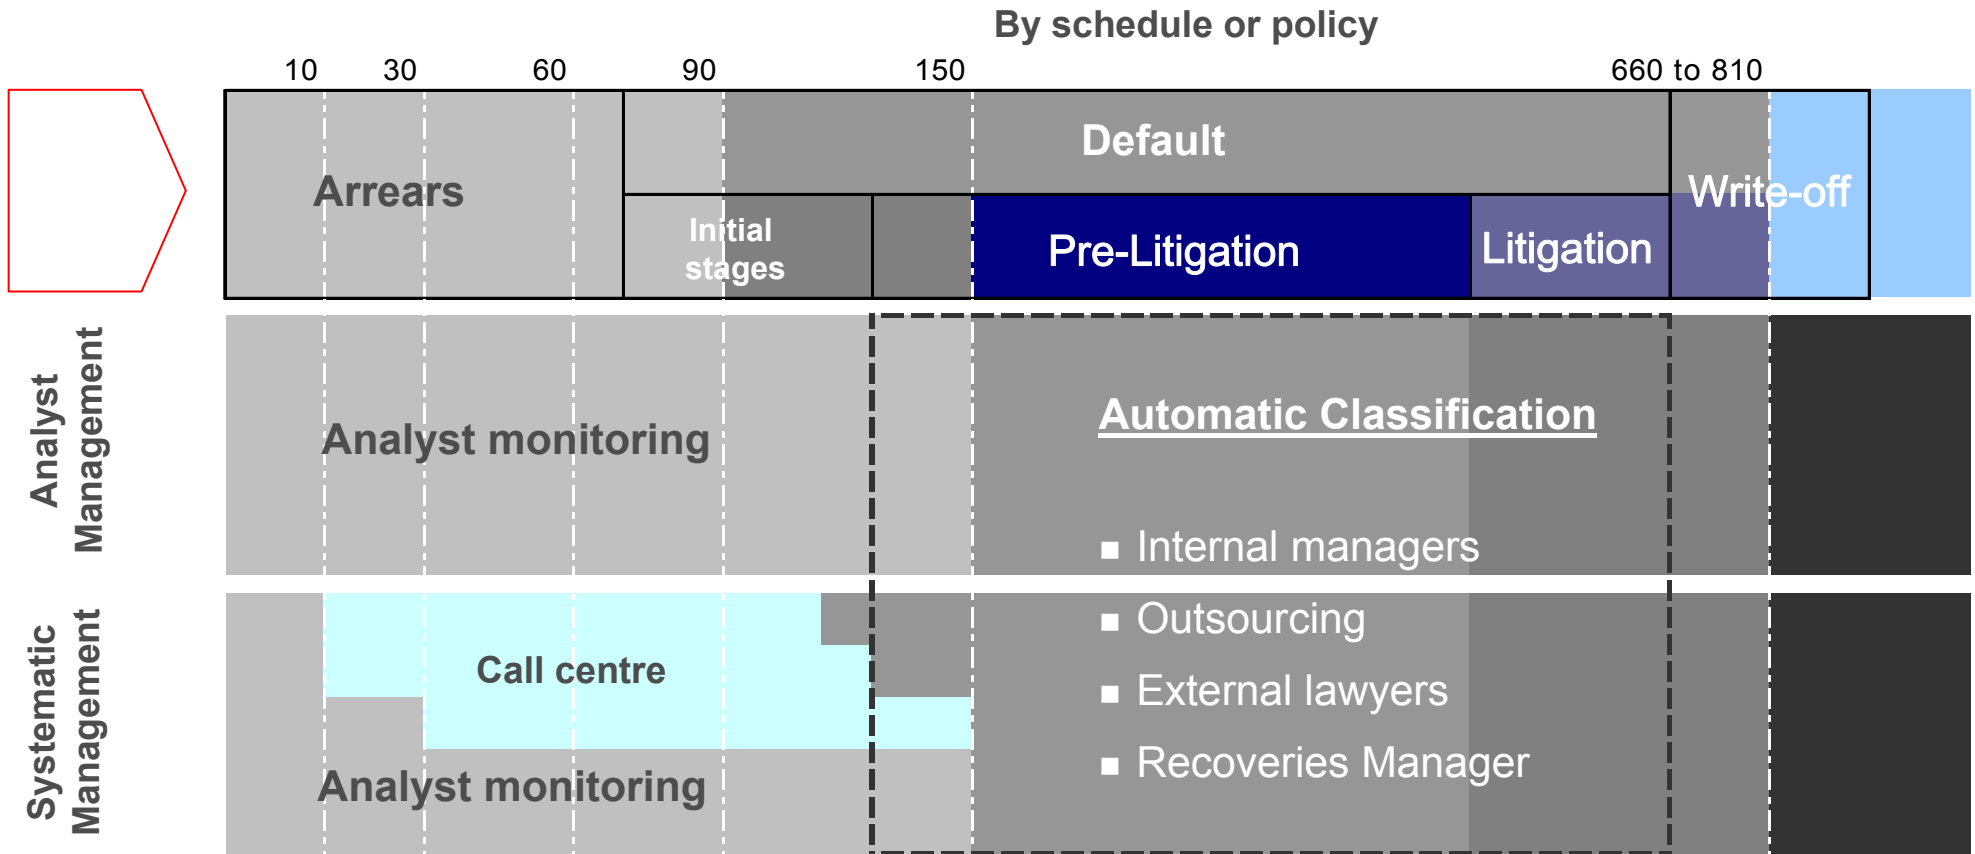 By schedule or policy
10 30 60 90 150 660 to 810
Default
Arrears
Write-off
Initial
stages
Pre-Litigation
Litigation
Analyst
Management
Analyst monitoring
Automatic Classification
■ Internal managers
■ Outsourcing
■ External lawyers
■ Recoveries Manager
Systematic
Management
Call centre
Analyst monitoring